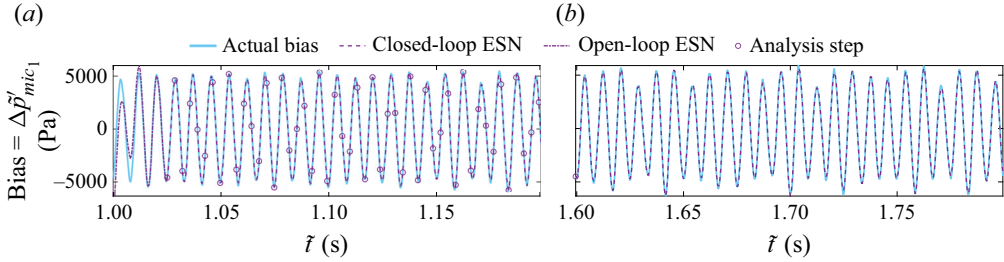 (a)
(b)
Actual bias Closed-loop ESN Open-loop ESN Analysis step
Bias = Δp̃′mic1
(Pa)
5000
0
−5000
1.00 1.05 1.10 1.15
t̃ (s)
1.60 1.65 1.70 1.75
t̃ (s)